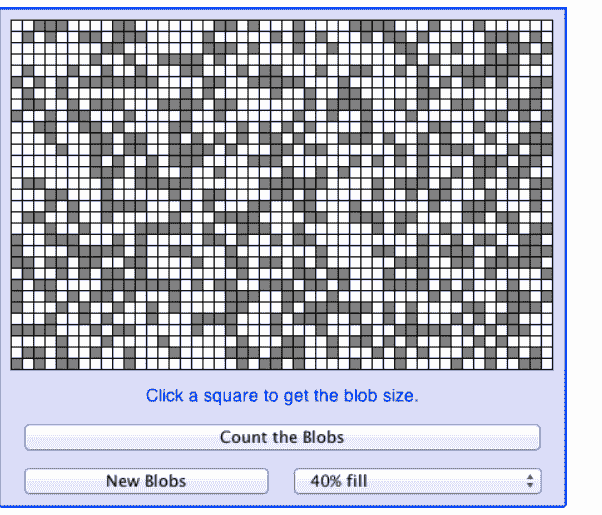 Click a square to get the blob size.
Count the Blobs
New Blobs
40% fill